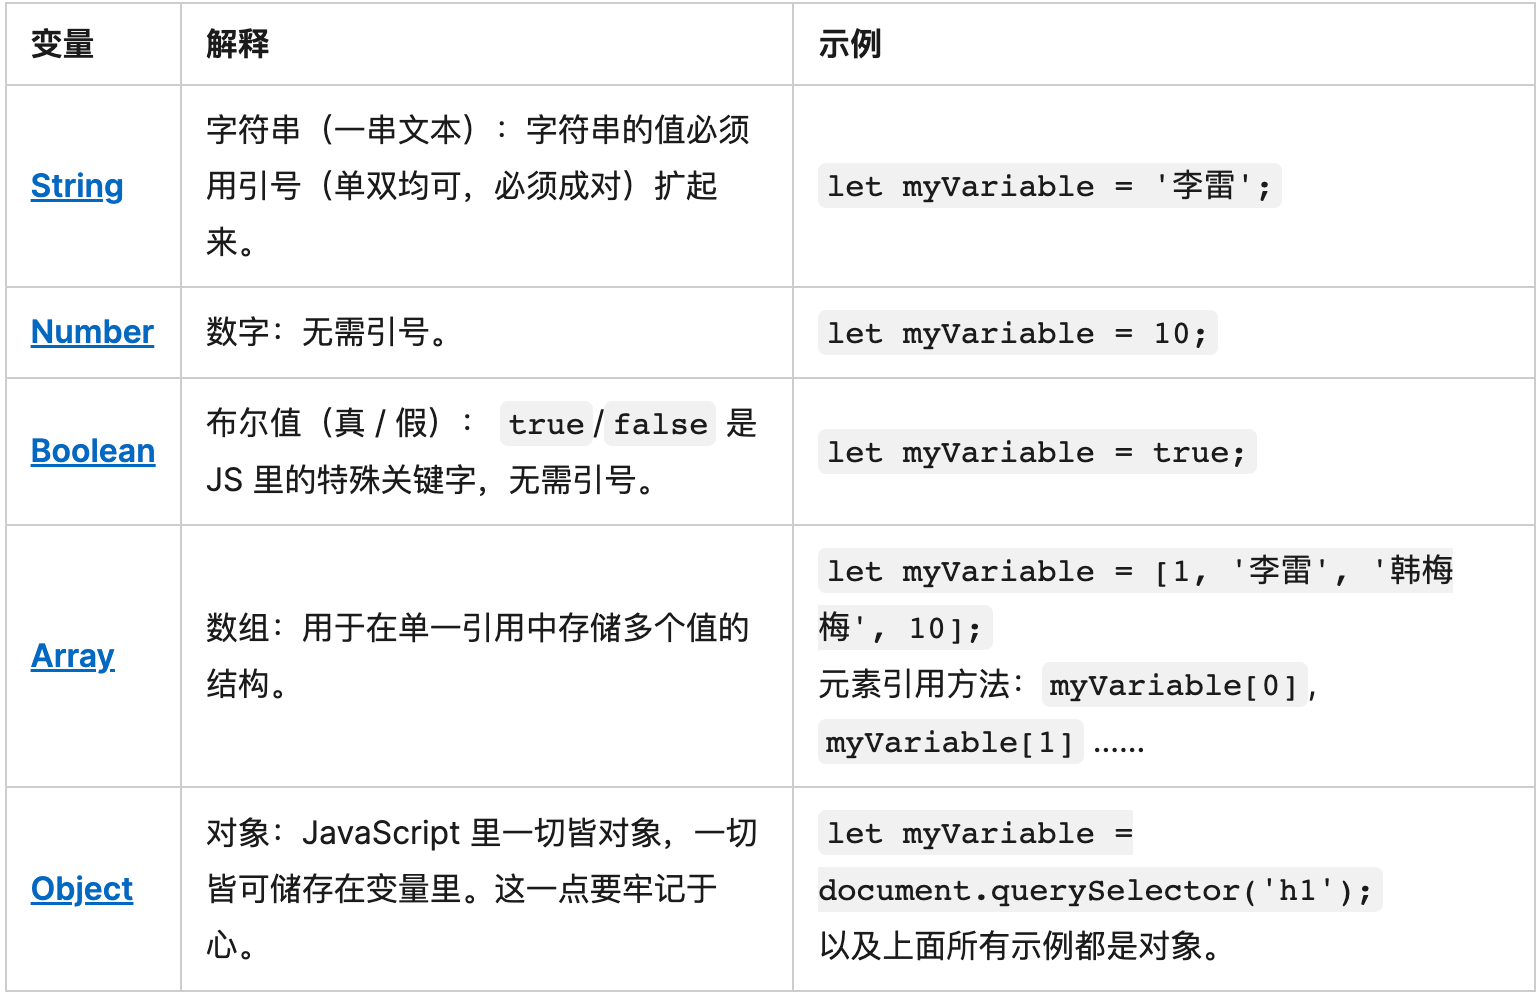 变量 解释 示例
String
字符串（一串文本）：字符串的值必须
用引号（单双均可，必须成对）扩起
来。
let myVariable = '李雷';
Number
数字：无需引号。
let myVariable = 10;
Boolean
布尔值（真 / 假）： true/false 是
JS 里的特殊关键字，无需引号。
let myVariable = true;
Array
数组：用于在单一引用中存储多个值的
结构。
let myVariable = [1, '李雷', '韩梅
梅', 10];
元素引用方法：myVariable[0],
myVariable[1] ……
Object
对象：JavaScript 里一切皆对象，一切
皆可储存在变量里。这一点要牢记于
心。
let myVariable =
document.querySelector('h1');
以及上面所有示例都是对象。